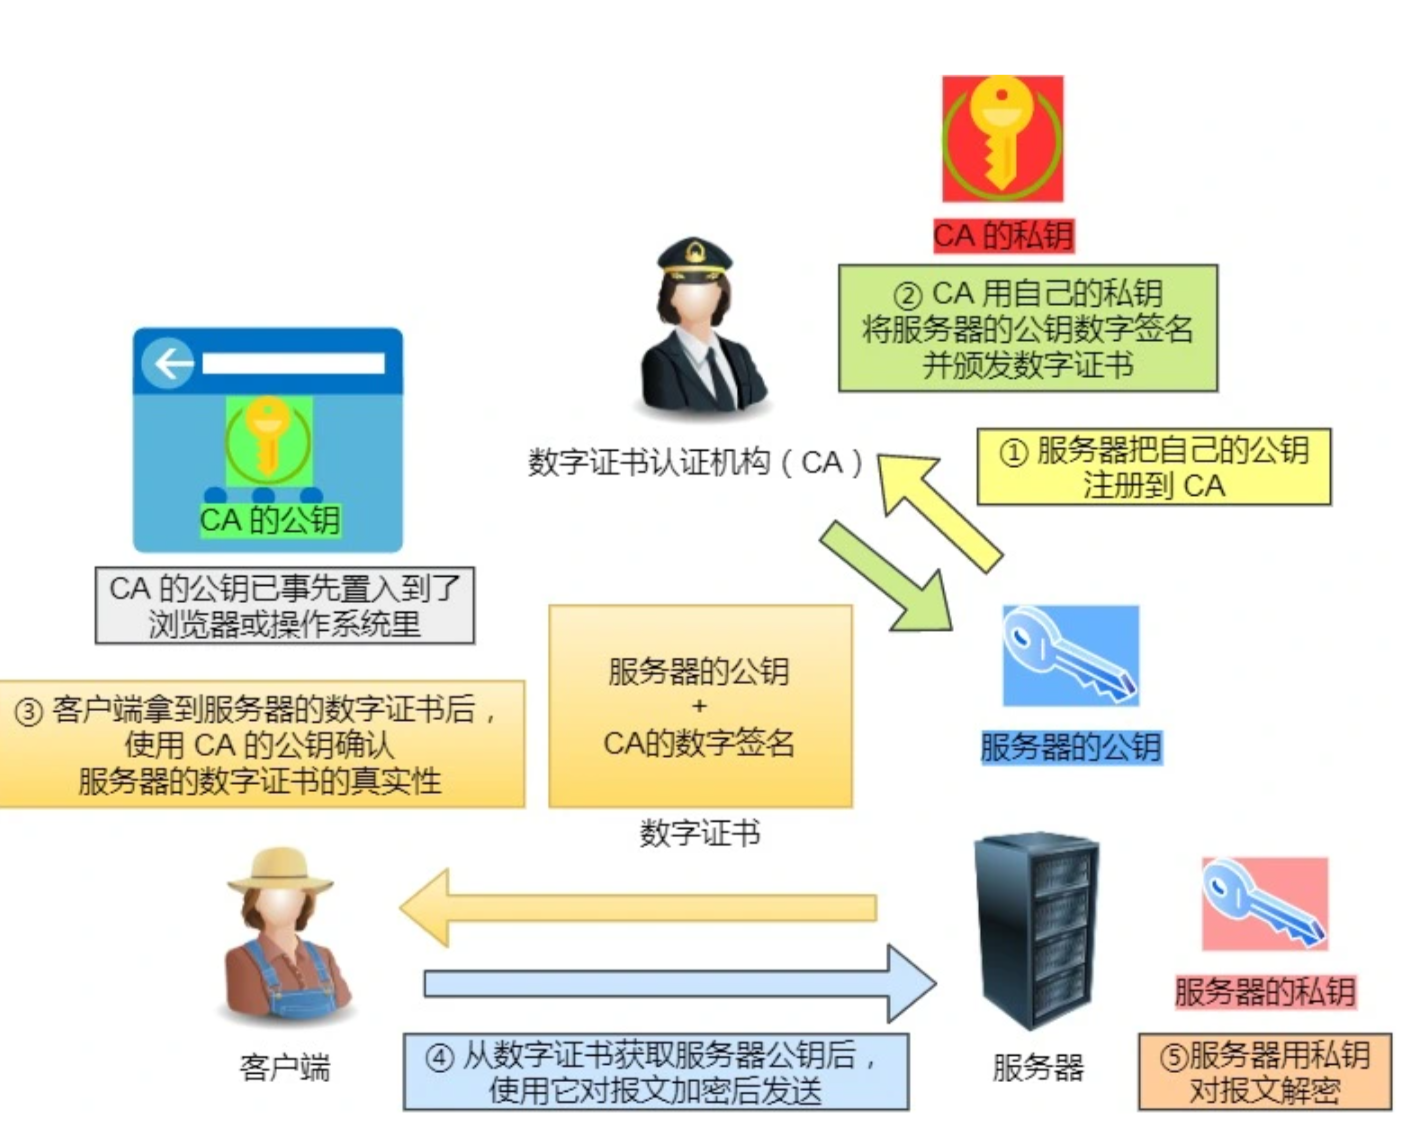 CA 的私钥
② CA 用自己的私钥
将服务器的公钥数字签名
并颁发数字证书
数字证书认证机构（CA）
① 服务器把自己的公钥
注册到 CA
CA 的公钥
CA 的公钥已事先置入到了
浏览器或操作系统里
③ 客户端拿到服务器的数字证书后，
使用 CA 的公钥确认
服务器的数字证书的真实性
服务器的公钥
+
CA的数字签名
数字证书
服务器的公钥
服务器的私钥
客户端
④ 从数字证书获取服务器公钥后，
使用它对报文加密后发送
服务器
⑤服务器用私钥
对报文解密